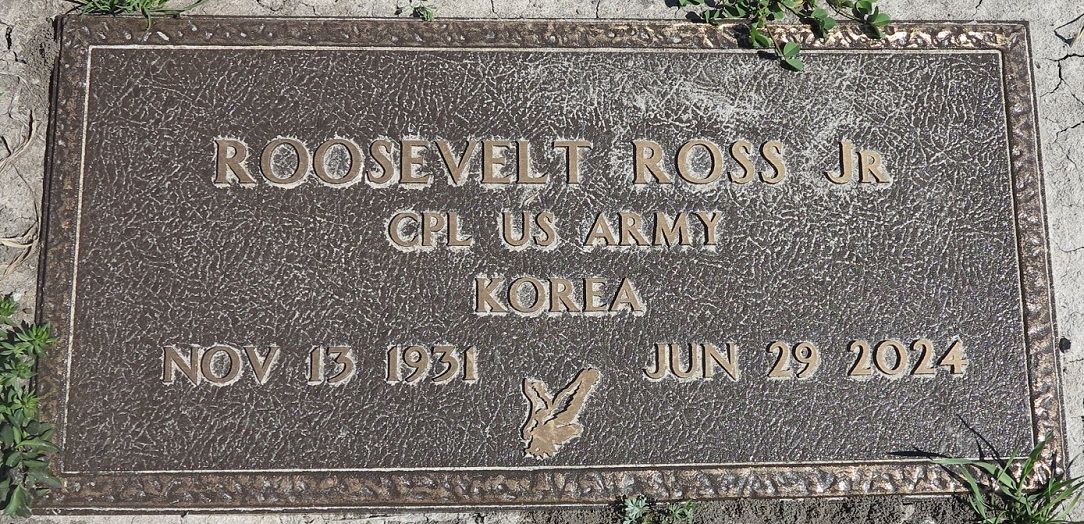 ROOSEVELT ROSS JR
CPL US ARMY
KOREA
NOV 13 1931 JUN 29 2024